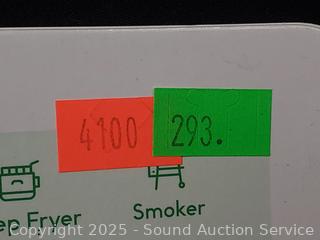 4100
293.
ep Fryer
Smoker
Copyright 2025 - Sound Auction Service